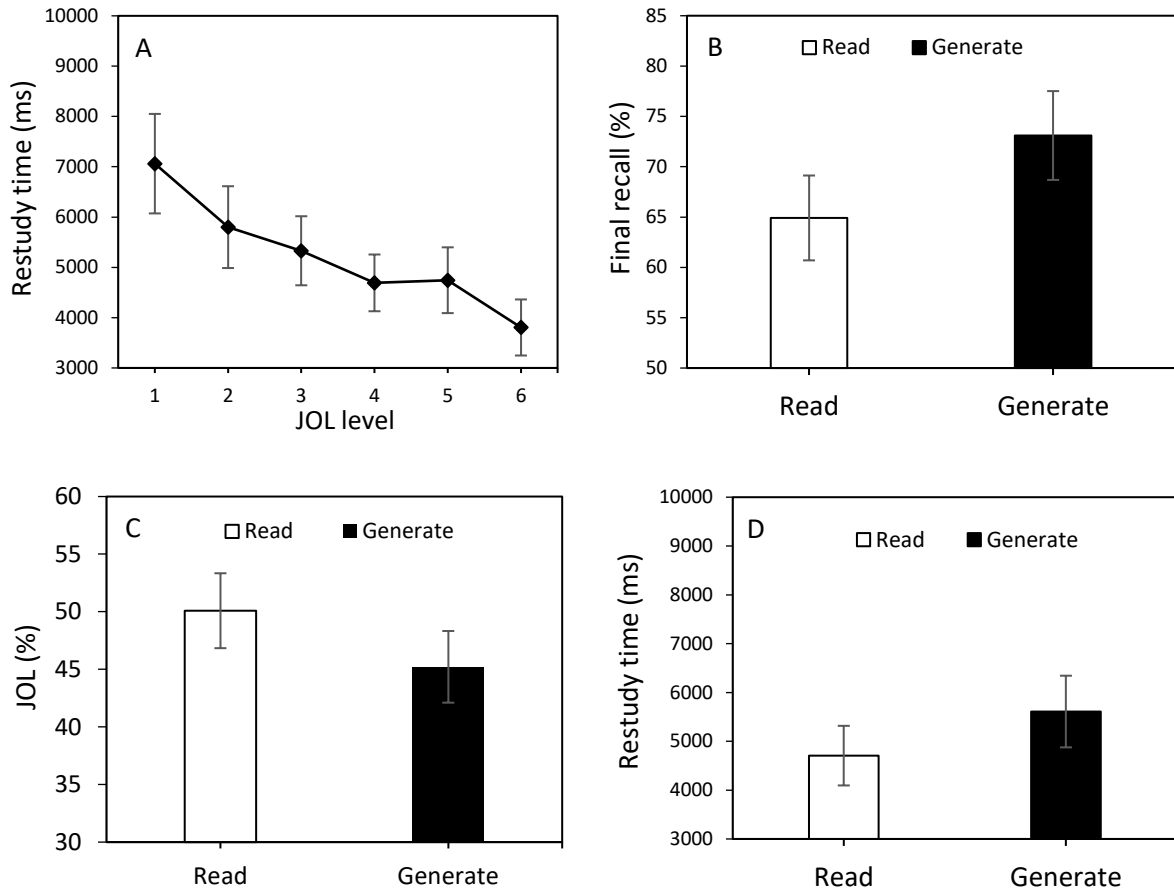 A
Restudy time (ms)
10000
9000
8000
7000
6000
5000
4000
3000
1 2 3 4 5 6
JOL level
B
Read Generate
Final recall (%)
85
80
75
70
65
60
55
50
Read Generate
C
Read Generate
JOL (%)
60
55
50
45
40
35
30
Read Generate
D
Read Generate
Restudy time (ms)
10000
9000
8000
7000
6000
5000
4000
3000
Read Generate